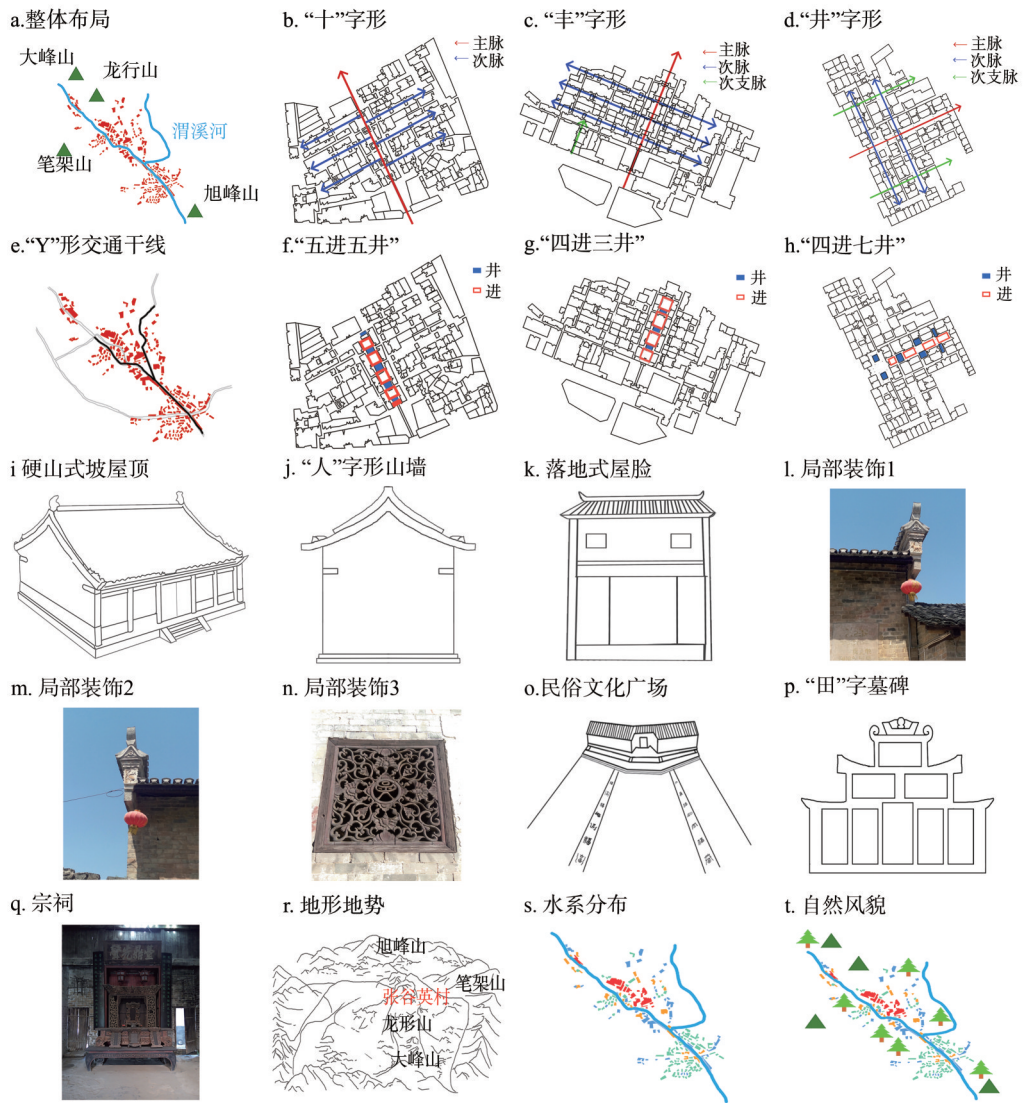 a.整体布局
大峰山
龙行山
渭溪河
笔架山
旭峰山
b. “十”字形
主脉
次脉
c. “丰”字形
主脉
次脉
次支脉
d.“井”字形
主脉
次脉
次支脉
e.“Y”形交通干线
f.“五进五井”
井
进
g.“四进三井”
井
进
h.“四进七井”
井
进
i 硬山式坡屋顶
j. “人”字形山墙
k. 落地式屋脸
l. 局部装饰1
m. 局部装饰2
n. 局部装饰3
o.民俗文化广场
p. “田”字墓碑
q. 宗祠
r. 地形地势
旭峰山
笔架山
张谷英村
龙形山
大峰山
s. 水系分布
t. 自然风貌